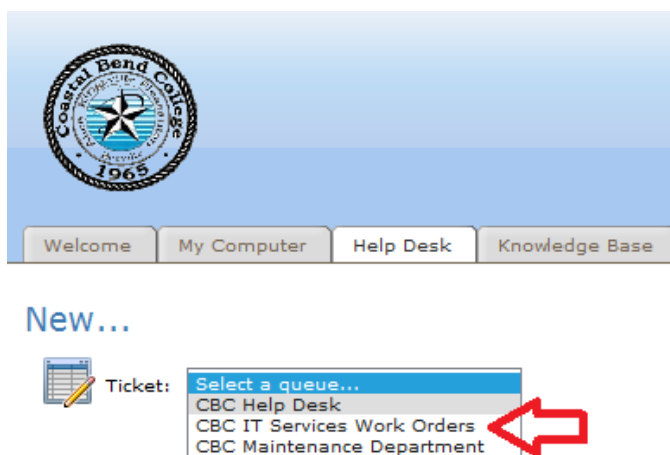 Coastal Bend College
1965
Welcome My Computer Help Desk Knowledge Base
New...
Ticket: Select a queue...
CBC Help Desk
CBC IT Services Work Orders
CBC Maintenance Department